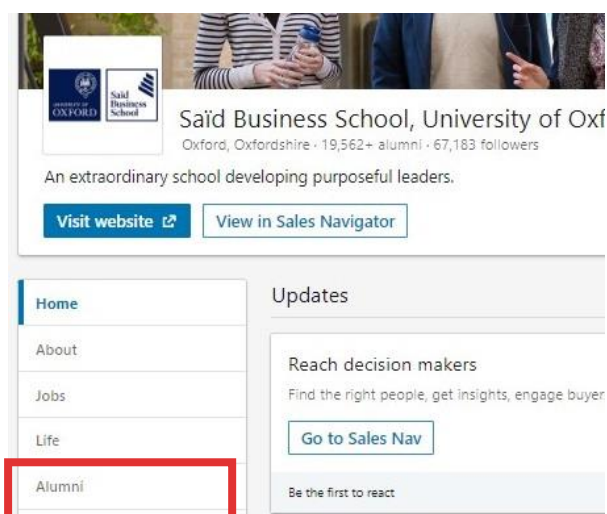 UNIVERSITY OF
OXFORD
Saïd
Business
School
Saïd Business School, University of Oxf
Oxford, Oxfordshire · 19,562+ alumni · 67,183 followers
An extraordinary school developing purposeful leaders.
Visit website
View in Sales Navigator
Home
About
Jobs
Life
Alumni
Updates
Reach decision makers
Find the right people, get insights, engage buyer
Go to Sales Nav
Be the first to react